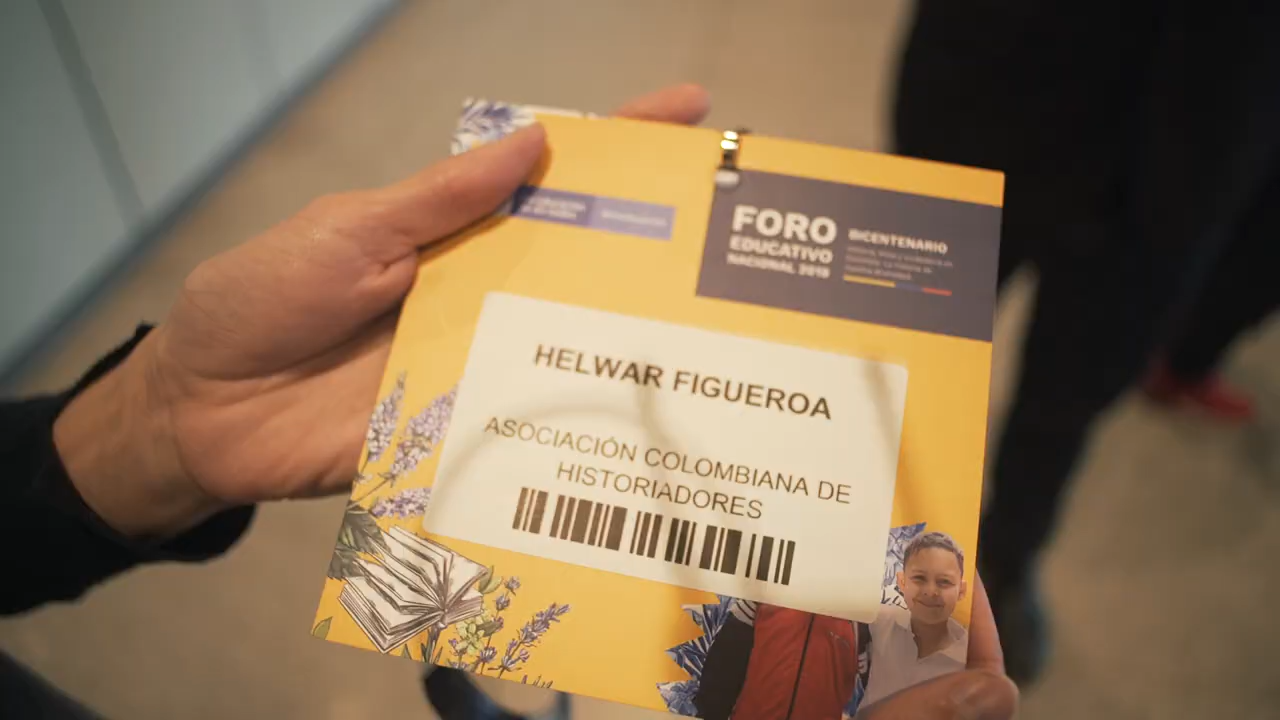 FORO
EDUCATIVO
NACIONAL 2019
BICENTENARIO
HELWAR FIGUEROA
ASOCIACIÓN COLOMBIANA DE
HISTORIADORES